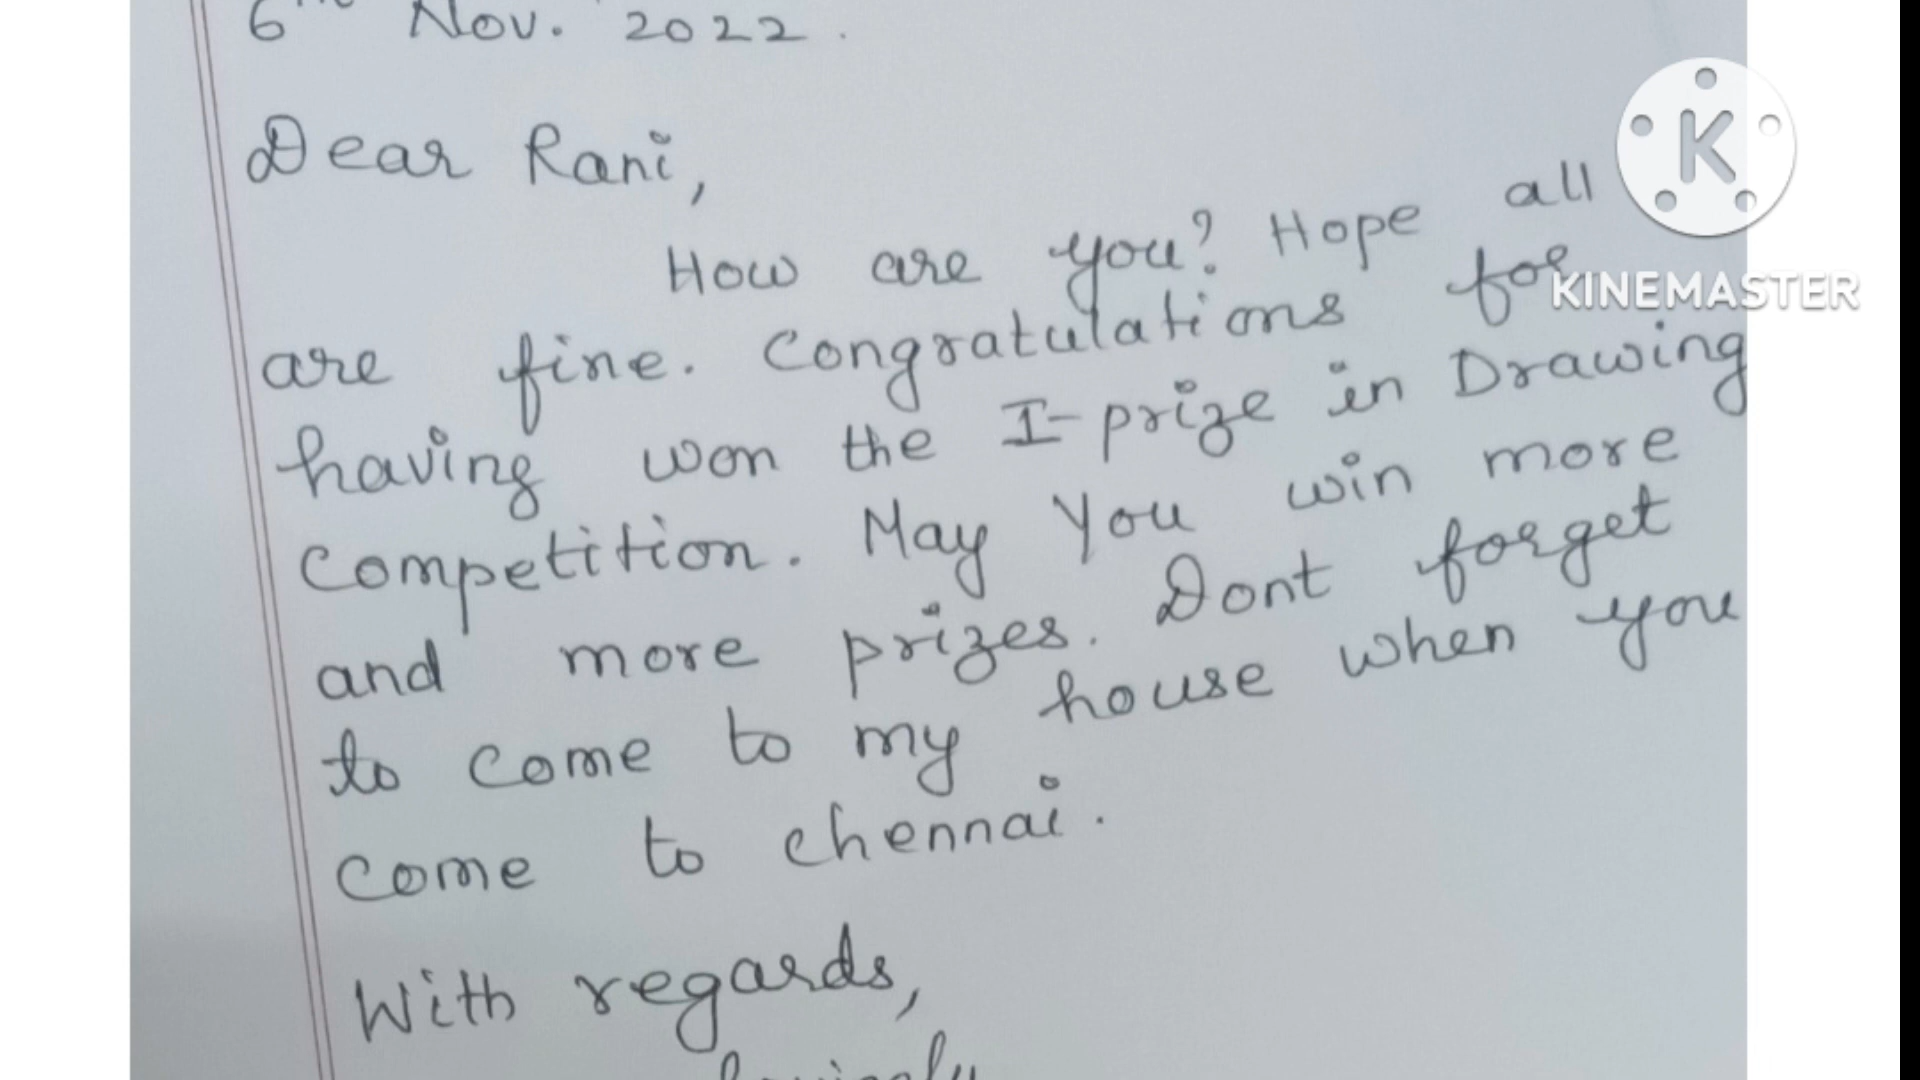 6th Nov. 2022.
Dear Rani,
How are you? Hope all
are fine. Congratulations for
having won the I-prize in Drawing
Competition. May You win more
and more prizes. Dont forget
to come to my house when you
come to chennai.
With regards,
lovingly
K
KINEMASTER